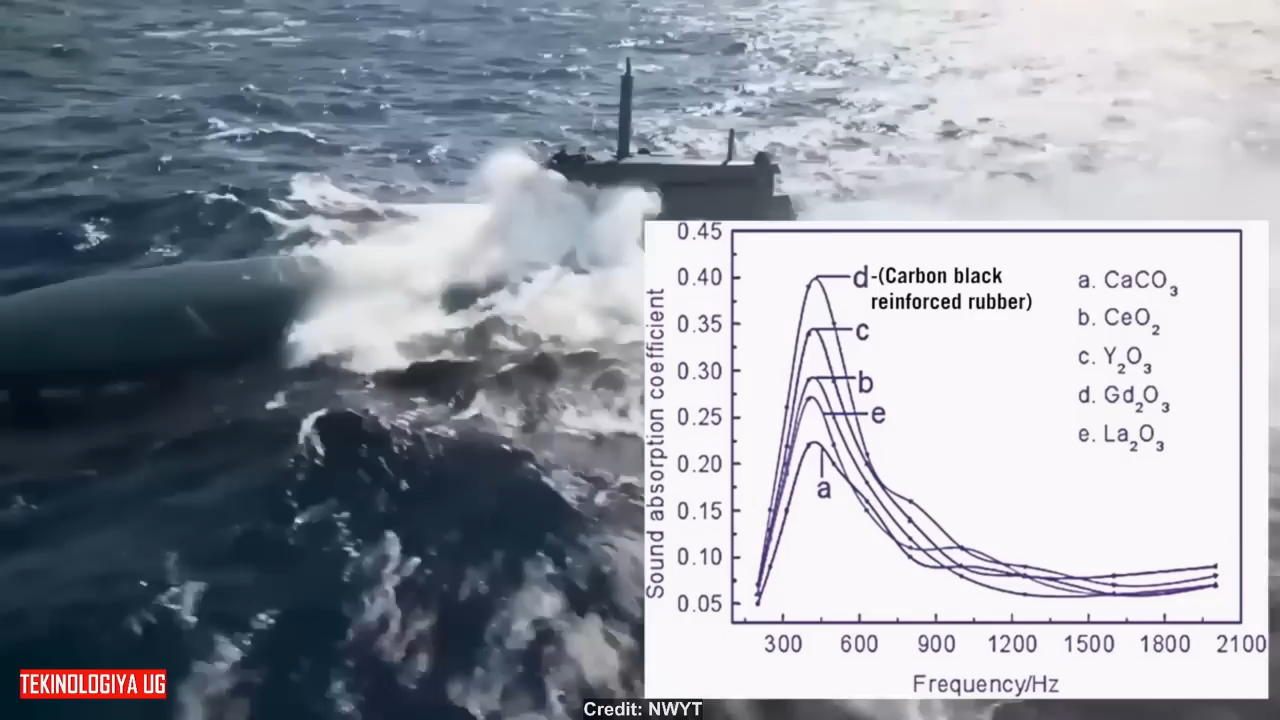 0.45
0.40
0.35
0.30
0.25
0.20
0.15
0.10
0.05
Sound absorption coefficient
d-(Carbon black
reinforced rubber)
c
b
e
a
a. CaCO₃
b. CeO₂
c. Y₂O₃
d. Gd₂O₃
e. La₂O₃
300 600 900 1200 1500 1800 2100
Frequency/Hz
TEKINOLOGIYA UG
Credit: NWYT